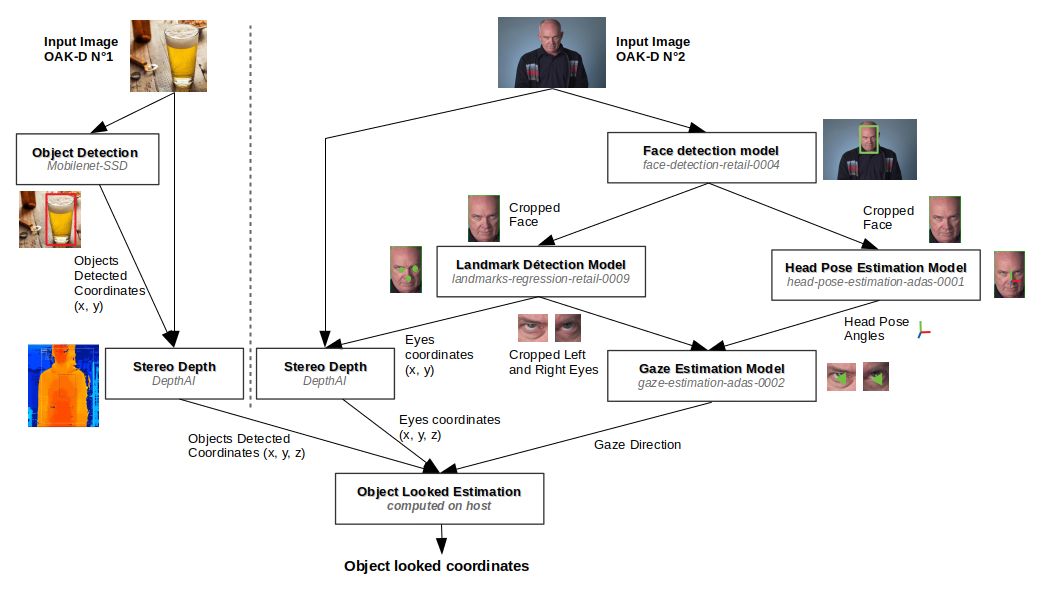 Input Image
OAK-D N°1
Input Image
OAK-D N°2
Object Detection
Mobilenet-SSD
Face detection model
face-detection-retail-0004
Cropped
Face
Cropped
Face
Objects
Detected
Coordinates
(x, y)
Landmark Détection Model
landmarks-regression-retail-0009
Head Pose Estimation Model
head-pose-estimation-adas-0001
Eyes
coordinates
(x, y)
Cropped Left
and Right Eyes
Head Pose
Angles
Stereo Depth
DepthAI
Stereo Depth
DepthAI
Gaze Estimation Model
gaze-estimation-adas-0002
Objects Detected
Coordinates (x, y, z)
Eyes coordinates
(x, y, z)
Gaze Direction
Object Looked Estimation
computed on host
Object looked coordinates